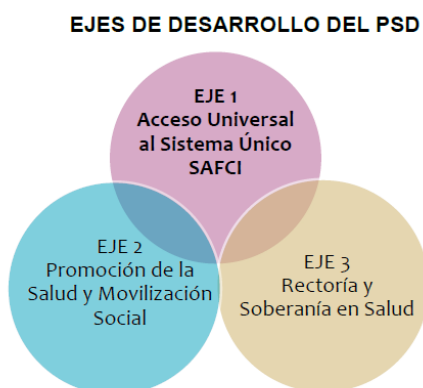 EJES DE DESARROLLO DEL PSD
EJE 1
Acceso Universal
al Sistema Único
SAFCI
EJE 2
Promoción de la
Salud y Movilización
Social
EJE 3
Rectoría y
Soberanía en Salud